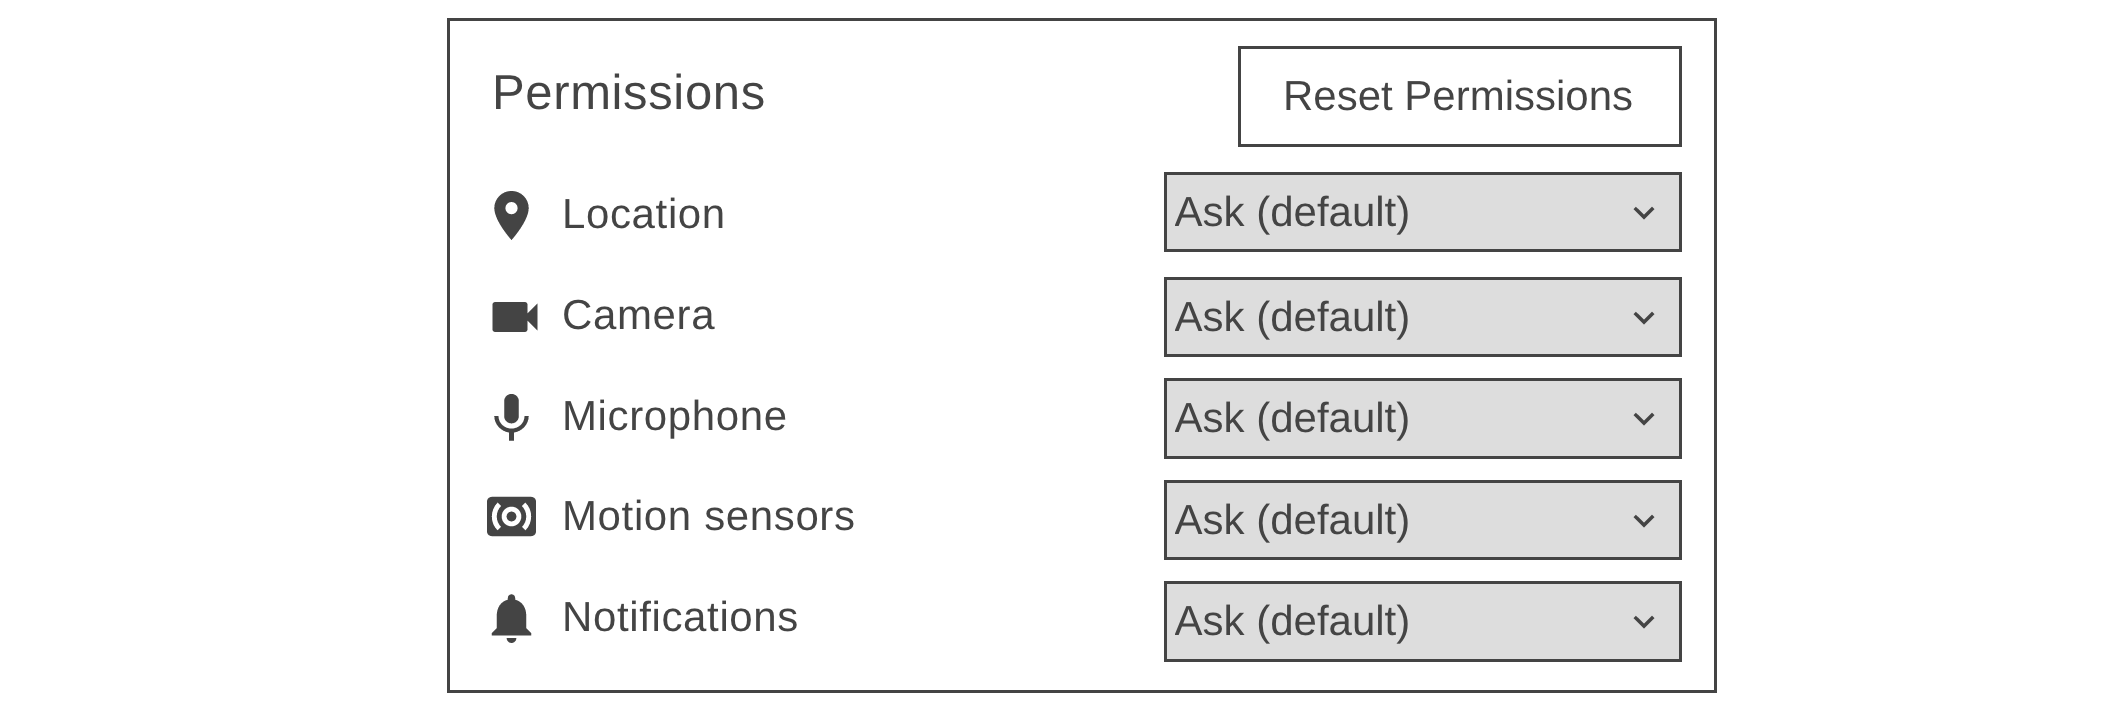 Permissions
Reset Permissions
Location
Ask (default)
Camera
Ask (default)
Microphone
Ask (default)
Motion sensors
Ask (default)
Notifications
Ask (default)